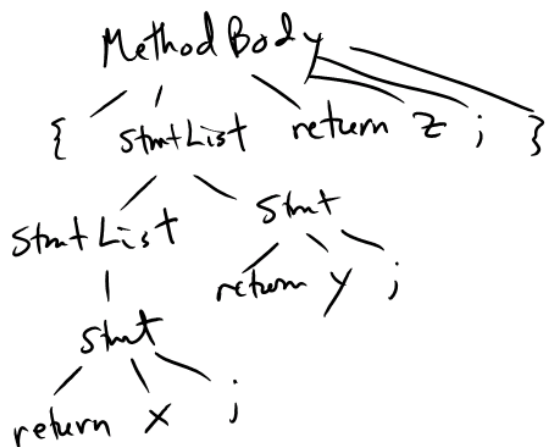 MethodBody
{ StmtList return z ; }
StmtList Stmt
return y ;
Stmt
return x ;